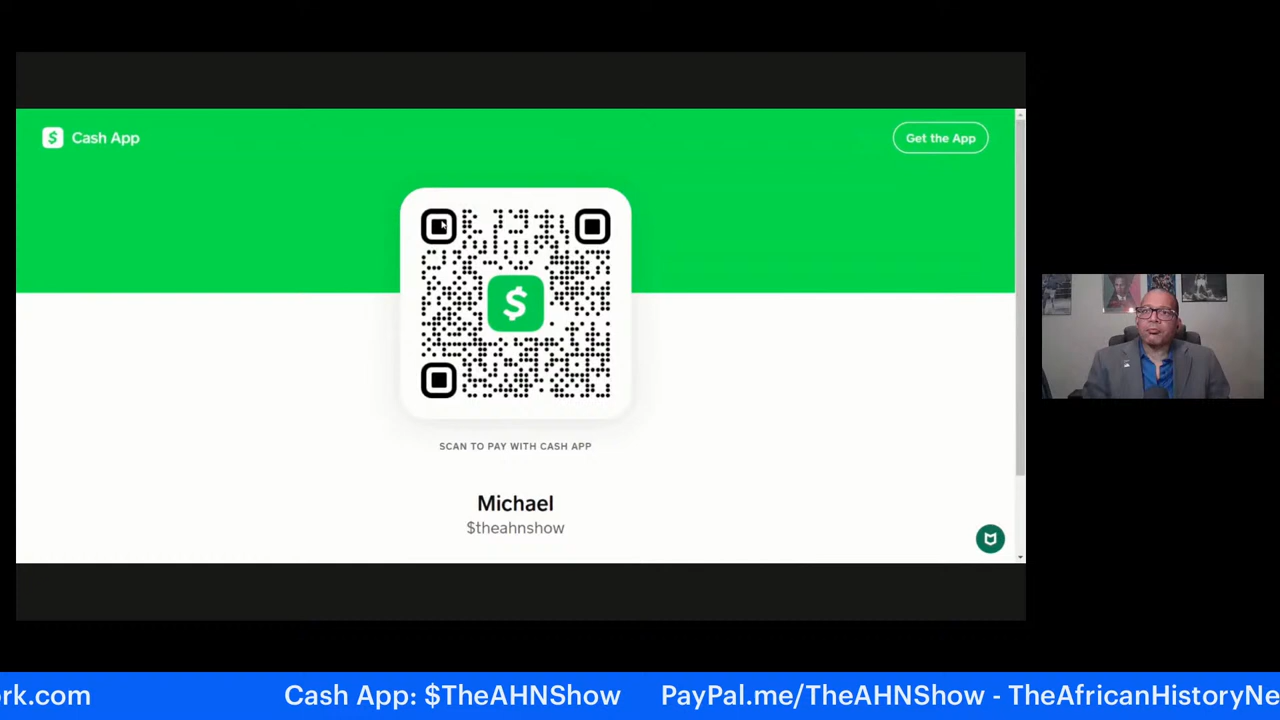 Cash App
Get the App
SCAN TO PAY WITH CASH APP
Michael
$theahnshow
rk.com Cash App: $TheAHNShow PayPal.me/TheAHNShow - TheAfricanHistoryNe